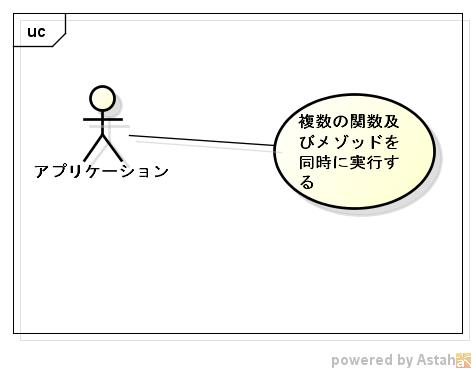 uc
アプリケーション
複数の関数及
びメゾッドを
同時に実行す
る
powered by Astah